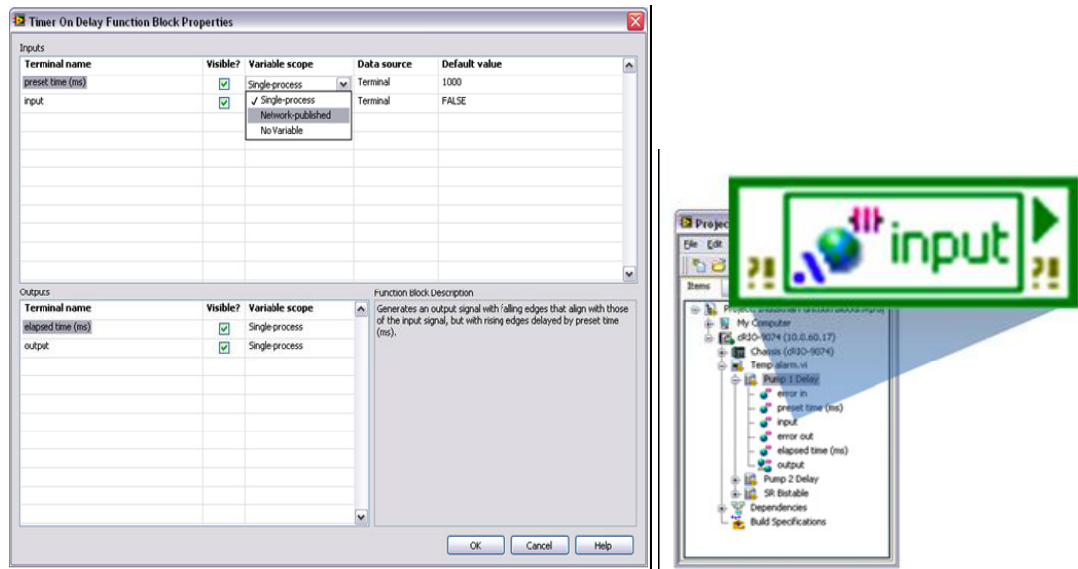 Timer On Delay Function Block Properties
Inputs
Terminal name Visible? Variable scope Data source Default value
preset time (ms) Single-process Terminal 1000
input Single-process Terminal FALSE
Network-published
No Variable
Outputs
Terminal name Visible? Variable scope
elapsed time (ms) Single-process
output Single-process
Function Block Description
Generates an output signal with falling edges that align with those
of the input signal, but with rising edges delayed by preset time
(ms).
OK Cancel Help
Projec
File Edit
Items
?! input ?!
My Computer
cRIO-9074 (10.0.60.17)
Chassis (cRIO-9074)
Temp alarm.vi
Pump 1 Delay
error in
preset time (ms)
input
error out
elapsed time (ms)
output
Pump 2 Delay
SR Bistable
Dependencies
Build Specifications